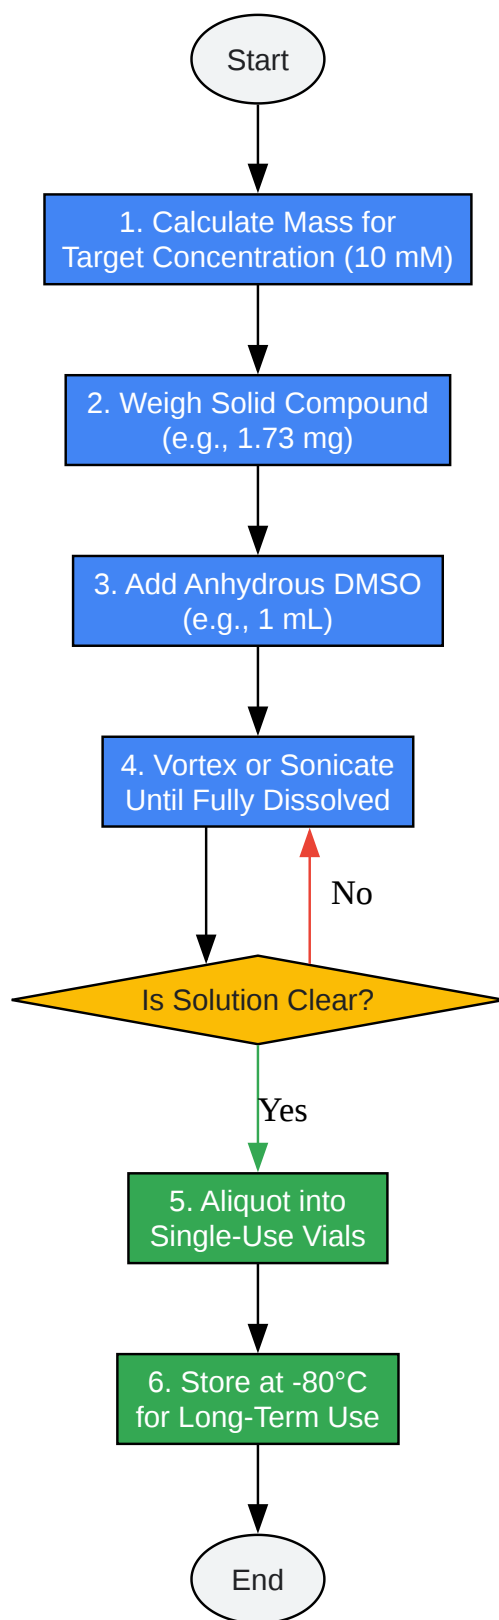 Start
1. Calculate Mass for
Target Concentration (10 mM)
2. Weigh Solid Compound
(e.g., 1.73 mg)
3. Add Anhydrous DMSO
(e.g., 1 mL)
4. Vortex or Sonicate
Until Fully Dissolved
No
Is Solution Clear?
Yes
5. Aliquot into
Single-Use Vials
6. Store at -80°C
for Long-Term Use
End